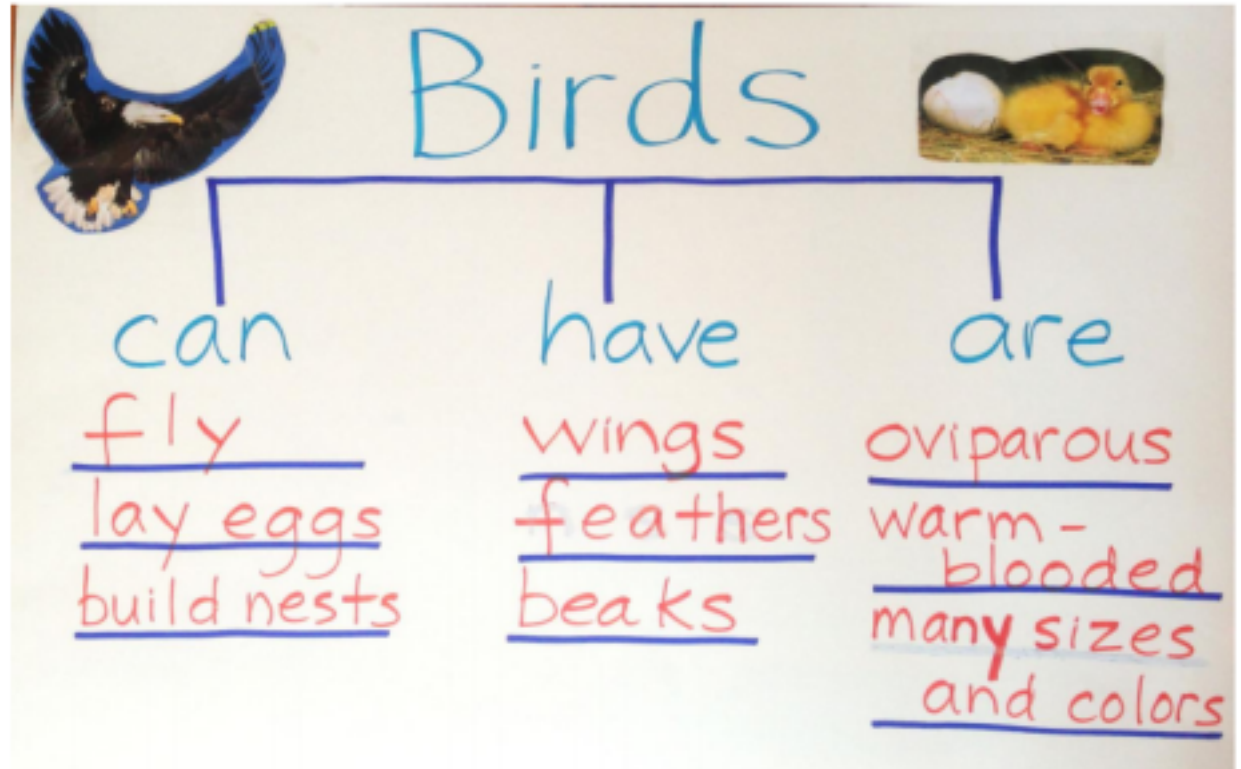 Birds
can
have
are
fly
lay eggs
build nests
wings
feathers
beaks
oviparous
warm-
blooded
many sizes
and colors